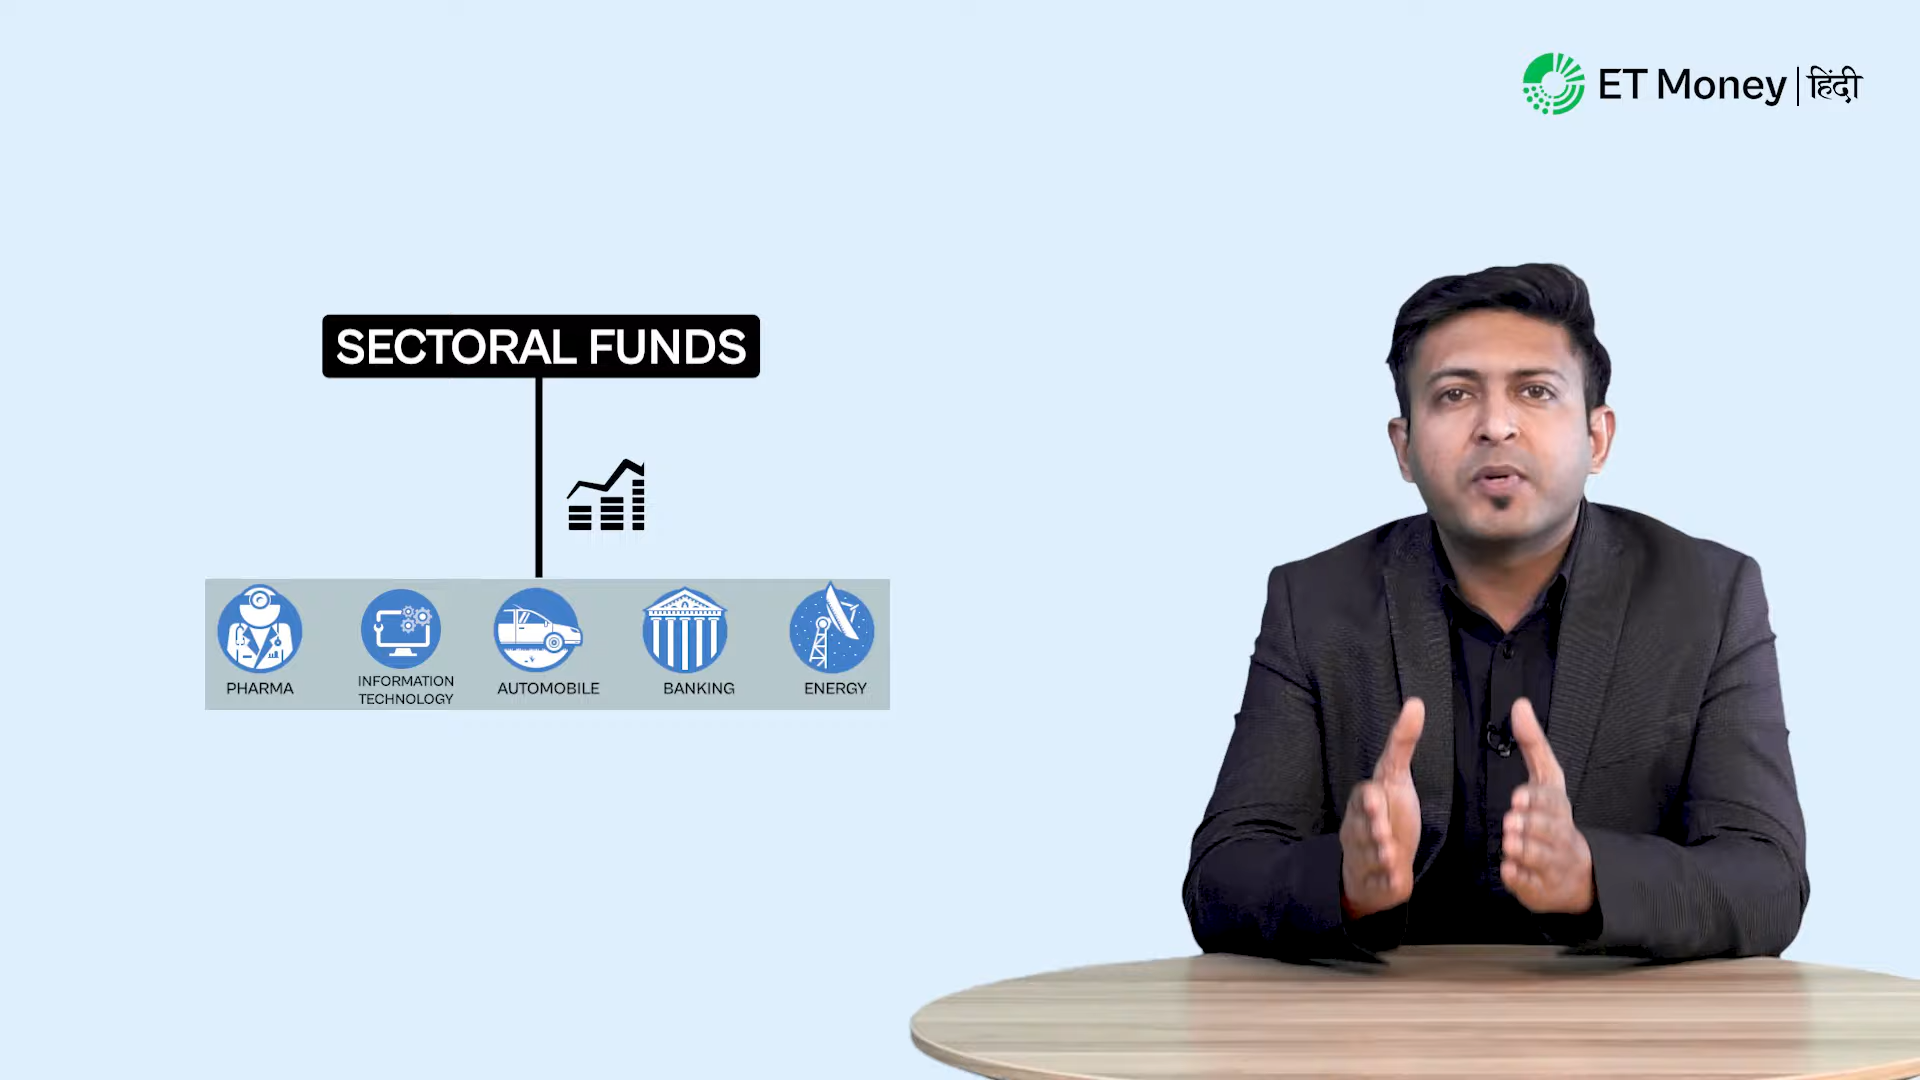 ET Money | हिंदी
SECTORAL FUNDS
PHARMA
INFORMATION
TECHNOLOGY
AUTOMOBILE
BANKING
ENERGY